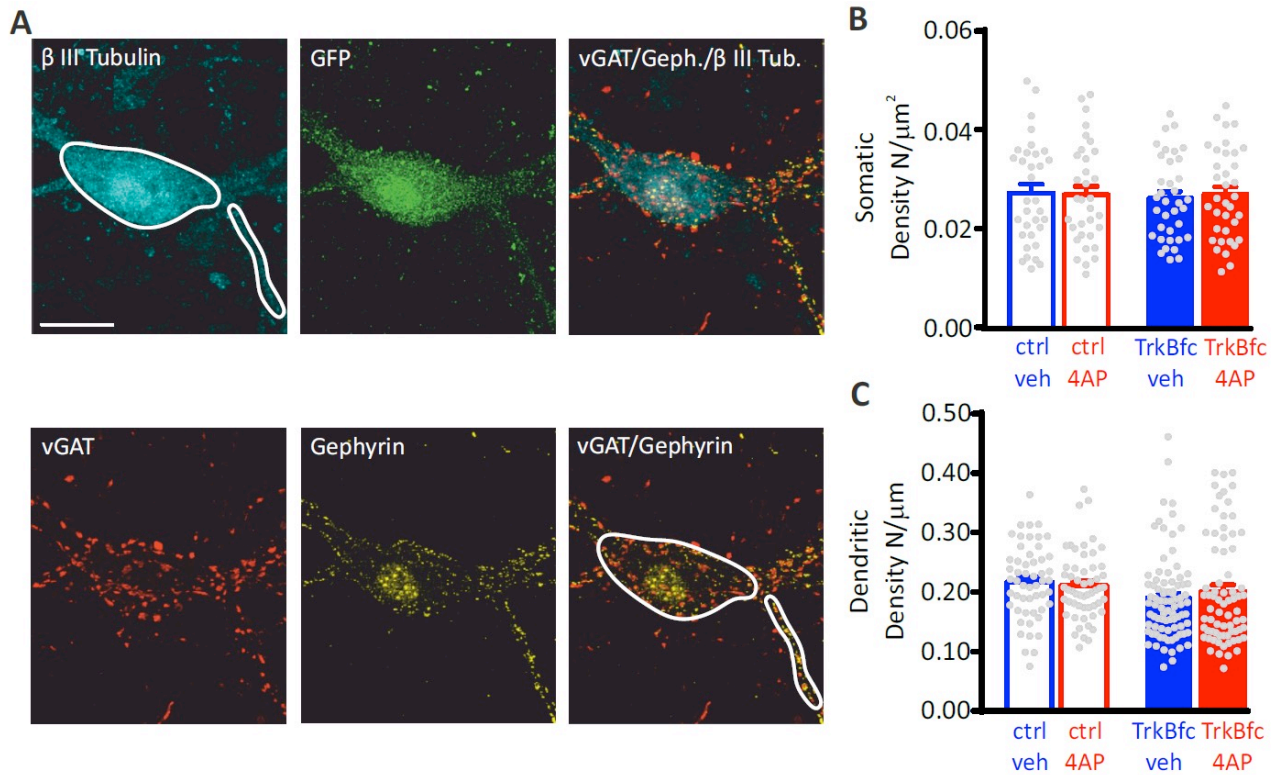 A
β III Tubulin
GFP
vGAT/Geph./β III Tub.
vGAT
Gephyrin
vGAT/Gephyrin
B
Somatic
Density N/μm²
0.06
0.04
0.02
0.00
ctrl veh
ctrl 4AP
TrkBfc veh
TrkBfc 4AP
C
Dendritic
Density N/μm
0.50
0.40
0.30
0.20
0.10
0.00
ctrl veh
ctrl 4AP
TrkBfc veh
TrkBfc 4AP